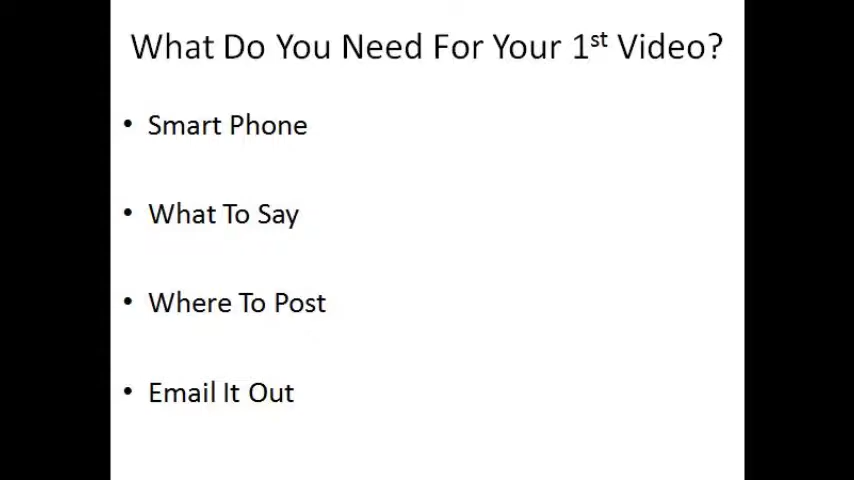 What Do You Need For Your 1st Video?
• Smart Phone
• What To Say
• Where To Post
• Email It Out